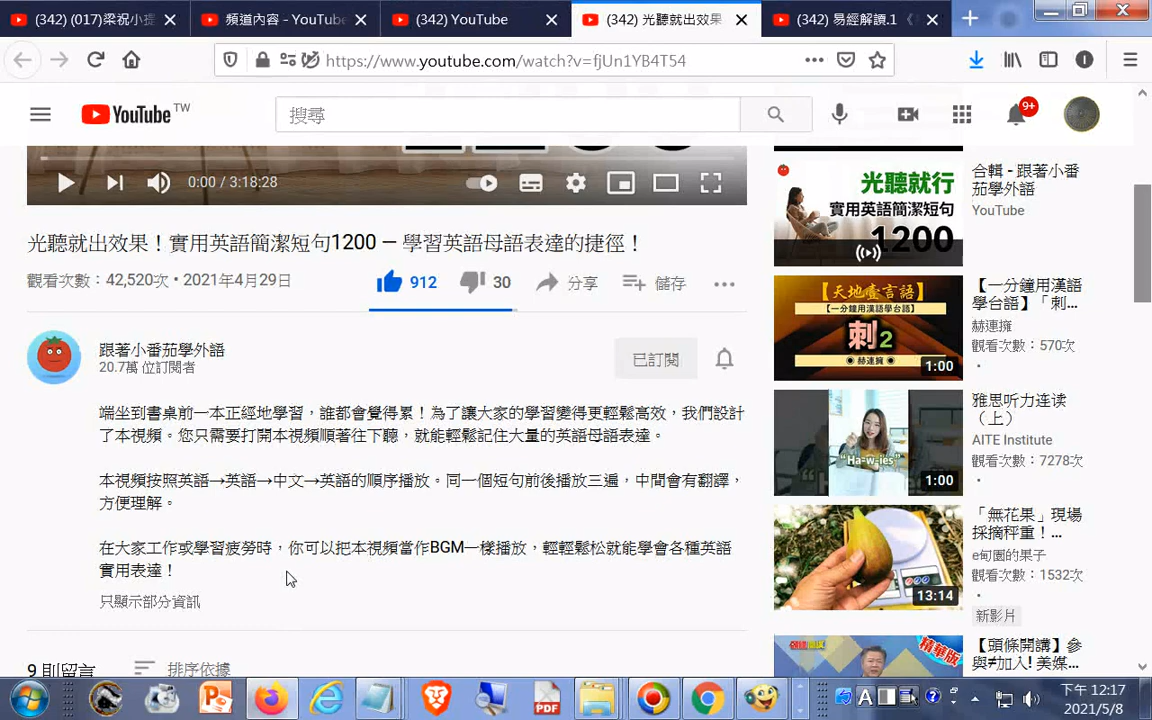 (342) (017)梁祝小提
頻道內容 - YouTube
(342) YouTube
(342) 光聽就出效果
(342) 易經解讀.1
https://www.youtube.com/watch?v=fjUn1YB4T54
YouTube TW
搜尋
9+
0:00 / 3:18:28
光聽就出效果！實用英語簡潔短句1200 — 學習英語母語表達的捷徑！
觀看次數：42,520次 • 2021年4月29日
912
30
分享
儲存
跟著小番茄學外語
20.7萬 位訂閱者
已訂閱
端坐到書桌前一本正經地學習，誰都會覺得累！為了讓大家的學習變得更輕鬆高效，我們設計
了本視頻。您只需要打開本視頻順著往下聽，就能輕鬆記住大量的英語母語表達。
本視頻按照英語→英語→中文→英語的順序播放。同一個短句前後播放三遍，中間會有翻譯，
方便理解。
在大家工作或學習疲勞時，你可以把本視頻當作BGM一樣播放，輕輕鬆松就能學會各種英語
實用表達！
只顯示部分資訊
9 則留言
排序依據
光聽就行
實用英語簡潔短句
1200
合輯 - 跟著小番
茄學外語
YouTube
【天地壹言語】
【一分鐘用漢語學台語】
刺2
赫連擁
1:00
【一分鐘用漢語
學台語】「刺...
赫連擁
觀看次數：570次
"Ha-w-ies"
1:00
雅思听力连读
（上）
AITE Institute
觀看次數：7278次
13:14
「無花果」現場
採摘秤重！...
e甸園的果子
觀看次數：1532次
新影片
精華版
【頭條開講】參
與≠加入! 美媒...
PDF
A
下午 12:17
2021/5/8